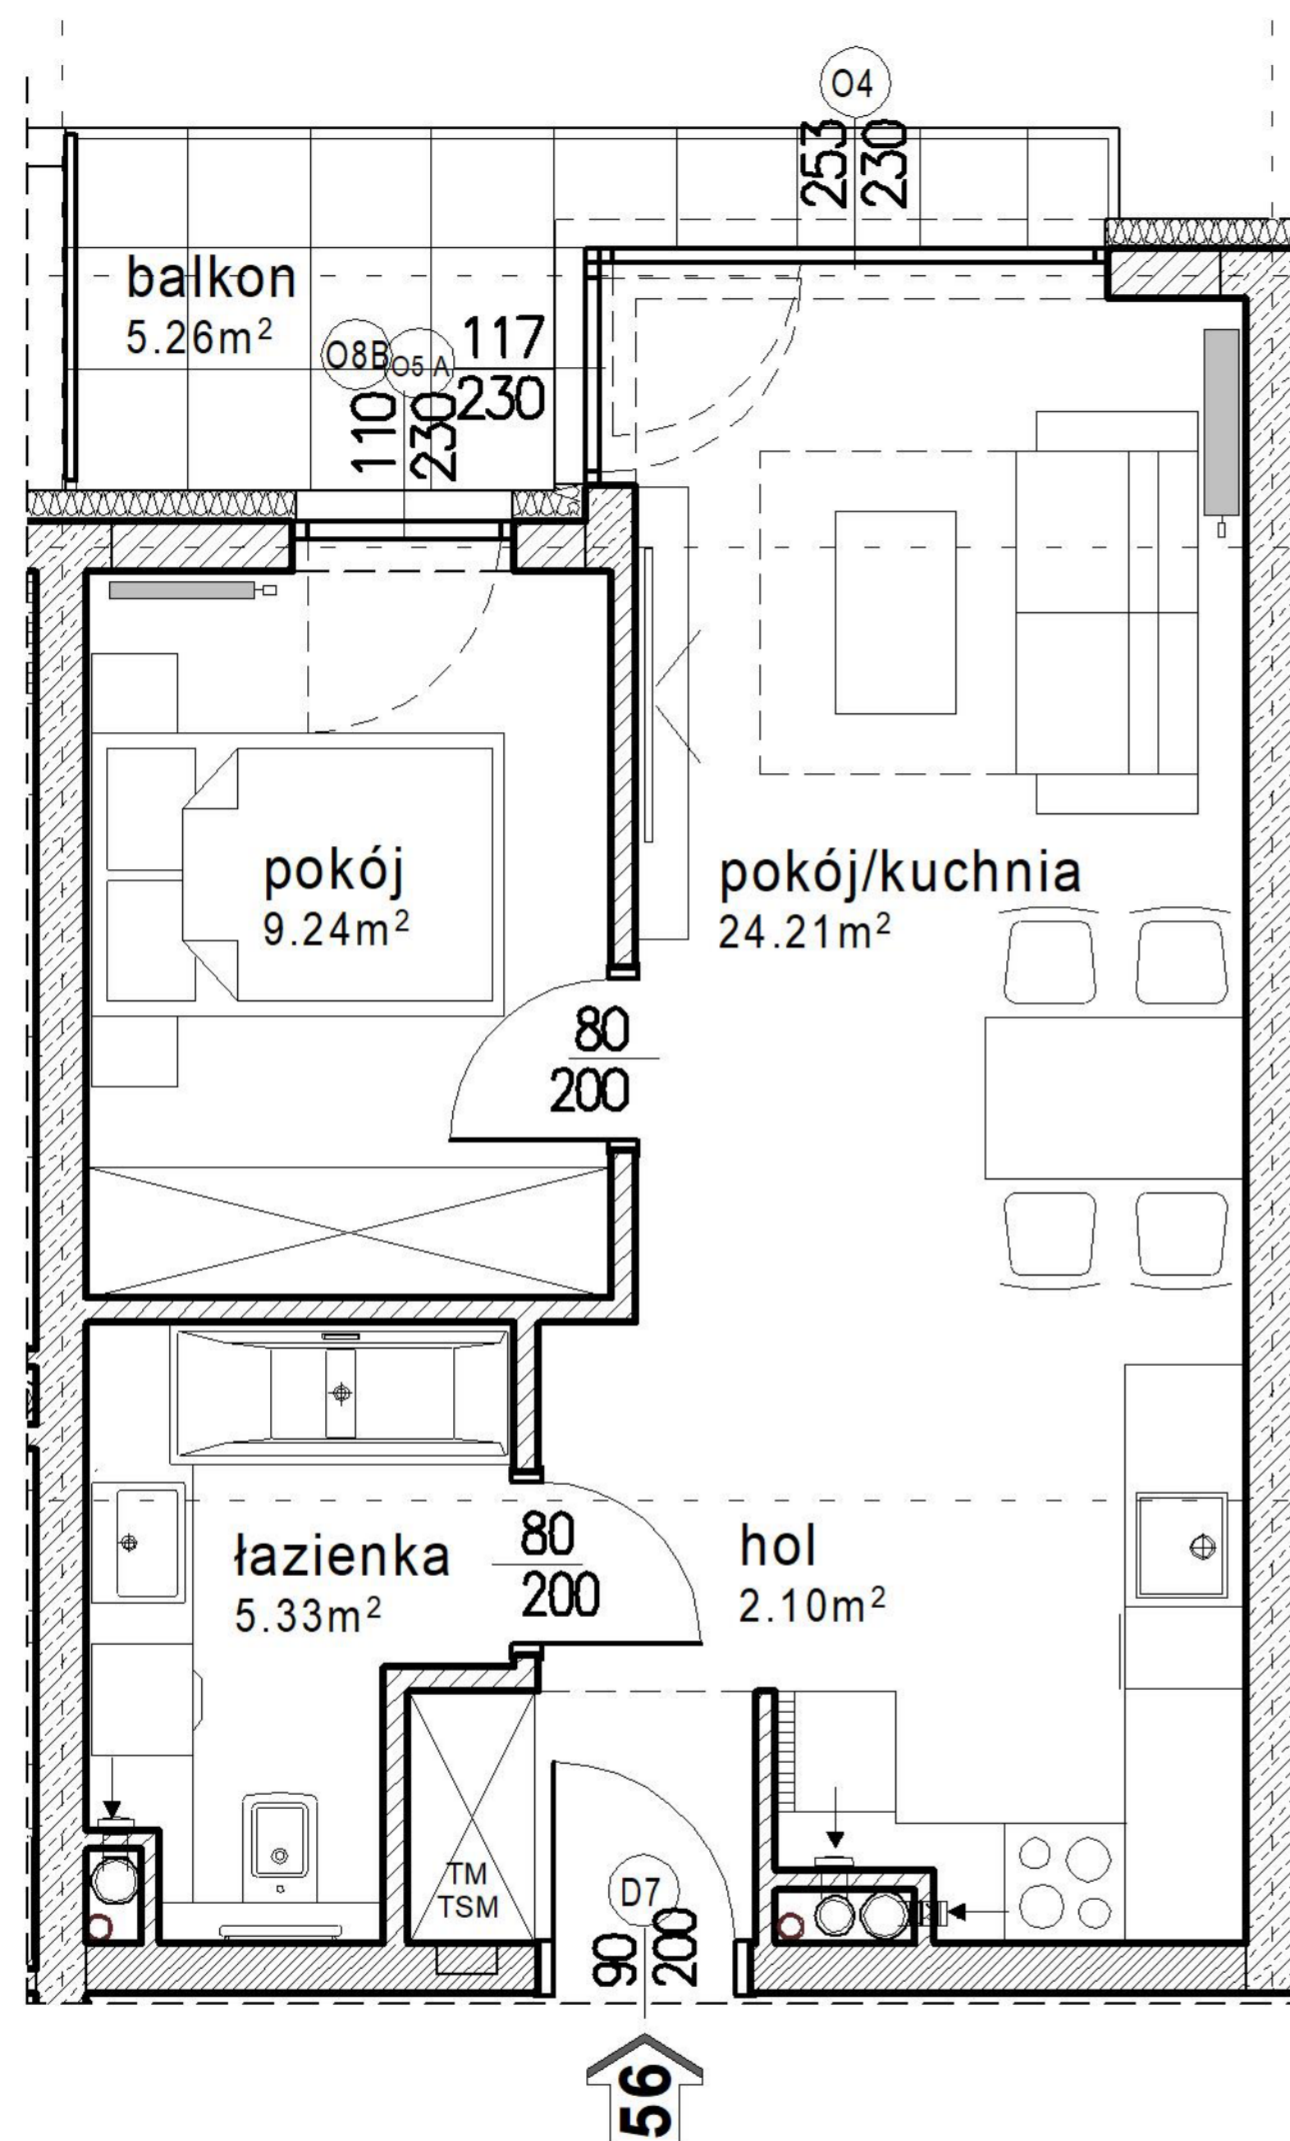 O4
253
230
balkon
5.26m²
O8B
O5 A
117
230
110
230
pokój
9.24m²
pokój/kuchnia
24.21m²
80
200
łazienka
5.33m²
80
200
hol
2.10m²
TM
TSM
D7
90
200
56